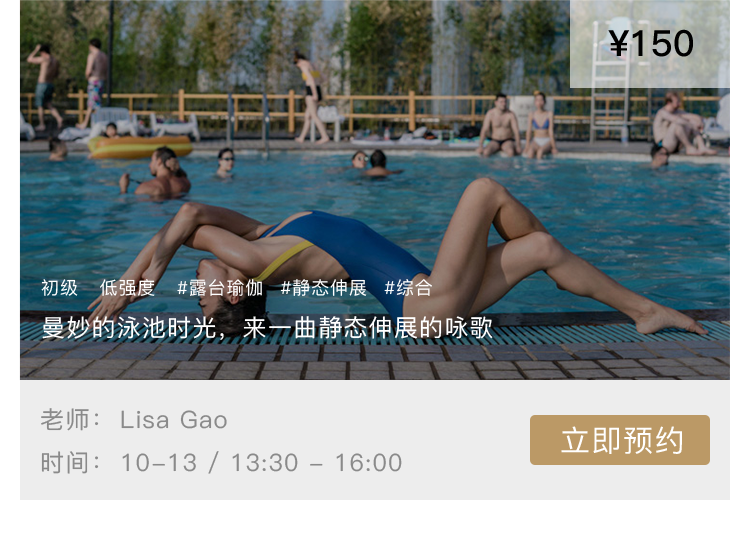 ¥150
初级 低强度 #露台瑜伽 #静态伸展 #综合
曼妙的泳池时光，来一曲静态伸展的咏歌
老师： Lisa Gao
立即预约
时间： 10-13 / 13:30 - 16:00